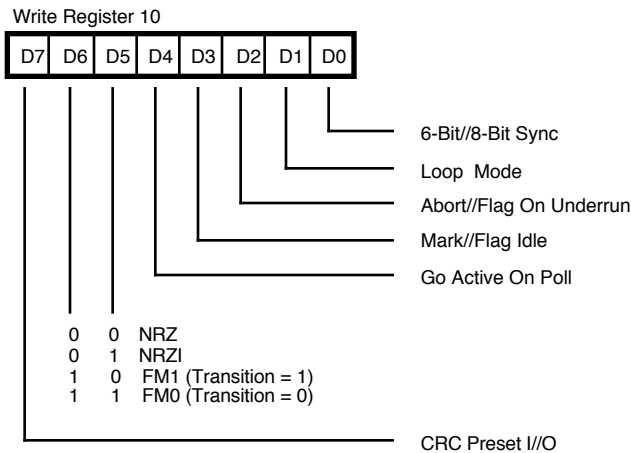 Write Register 10
D7 D6 D5 D4 D3 D2 D1 D0
6-Bit//8-Bit Sync
Loop Mode
Abort//Flag On Underrun
Mark//Flag Idle
Go Active On Poll
0 0 NRZ
0 1 NRZI
1 0 FM1 (Transition = 1)
1 1 FM0 (Transition = 0)
CRC Preset I//O